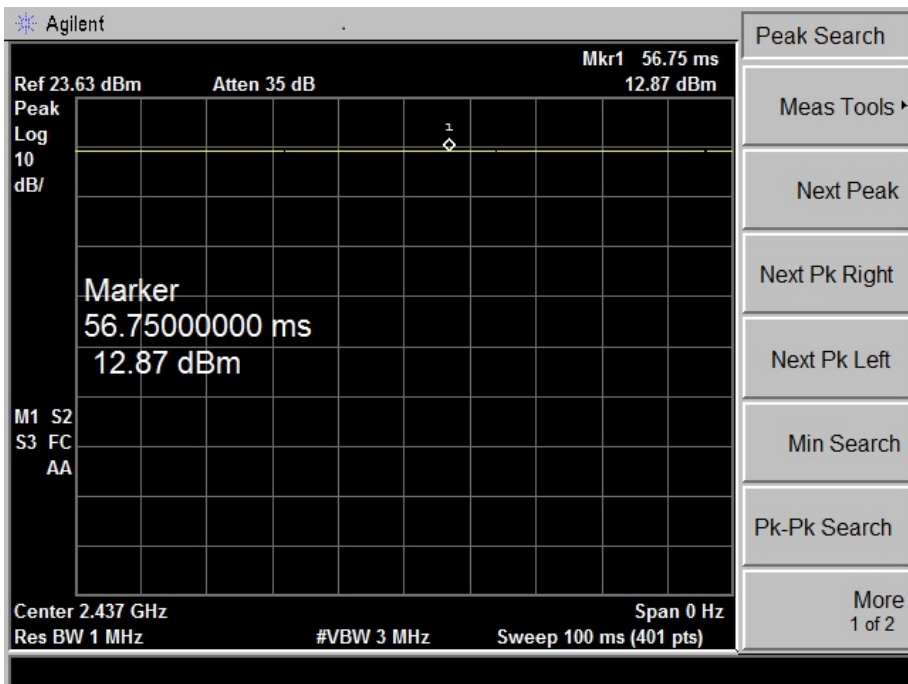 Agilent
Peak Search
Mkr1 56.75 ms
Ref 23.63 dBm Atten 35 dB 12.87 dBm
Peak
Log
10
dB/
1
Marker
56.75000000 ms
12.87 dBm
M1 S2
S3 FC
AA
Center 2.437 GHz Span 0 Hz
Res BW 1 MHz #VBW 3 MHz Sweep 100 ms (401 pts)
Meas Tools
Next Peak
Next Pk Right
Next Pk Left
Min Search
Pk-Pk Search
More
1 of 2